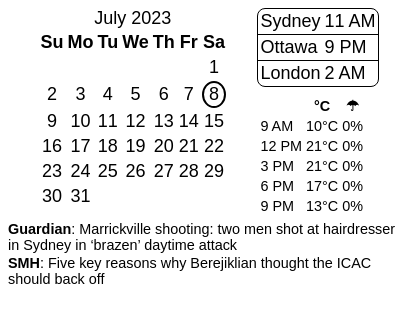 July 2023
Su Mo Tu We Th Fr Sa
1
2 3 4 5 6 7 8
9 10 11 12 13 14 15
16 17 18 19 20 21 22
23 24 25 26 27 28 29
30 31
Sydney 11 AM
Ottawa 9 PM
London 2 AM
°C ☂
9 AM 10°C 0%
12 PM 21°C 0%
3 PM 21°C 0%
6 PM 17°C 0%
9 PM 13°C 0%
Guardian: Marrickville shooting: two men shot at hairdresser
in Sydney in ‘brazen’ daytime attack
SMH: Five key reasons why Berejiklian thought the ICAC
should back off